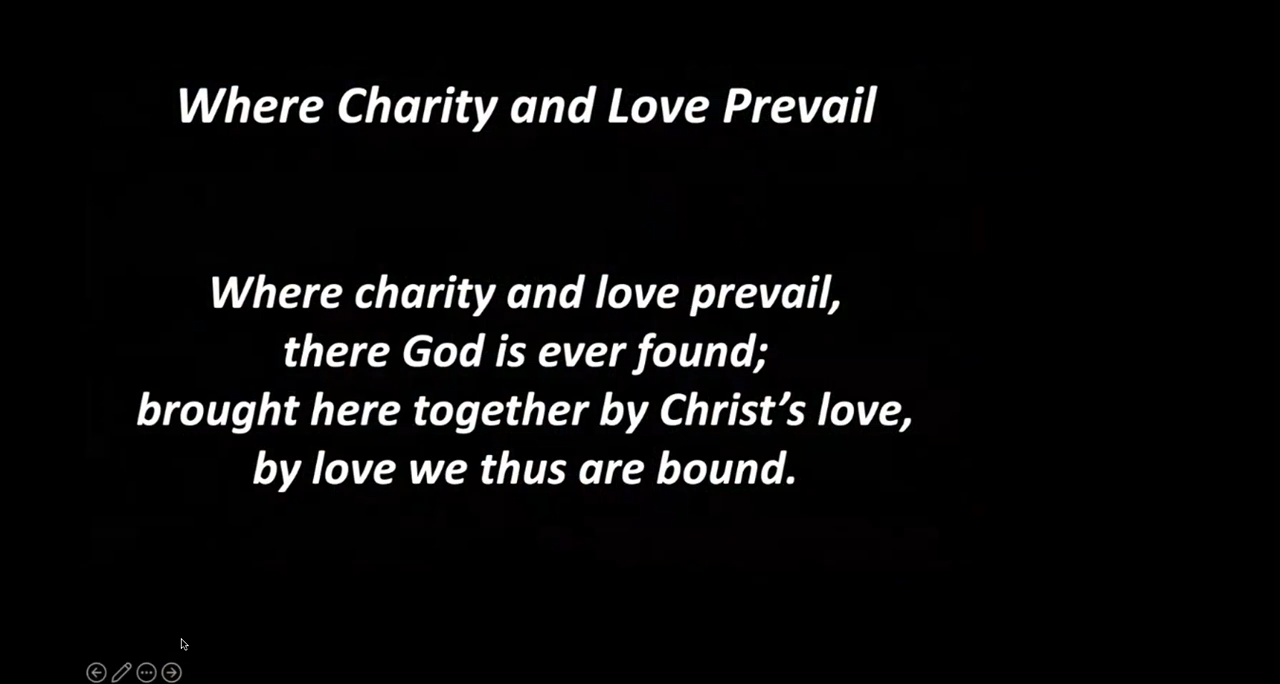 Where Charity and Love Prevail
Where charity and love prevail,
there God is ever found;
brought here together by Christ’s love,
by love we thus are bound.